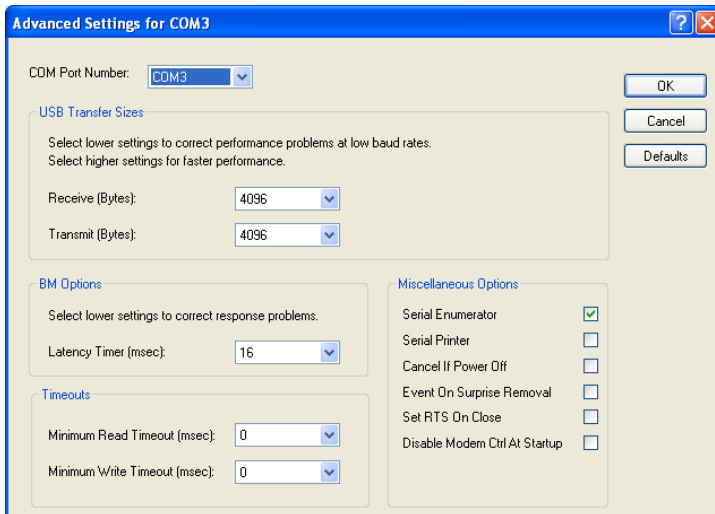 Advanced Settings for COM3
COM Port Number: COM3
OK
Cancel
Defaults
USB Transfer Sizes
Select lower settings to correct performance problems at low baud rates.
Select higher settings for faster performance.
Receive (Bytes): 4096
Transmit (Bytes): 4096
BM Options
Select lower settings to correct response problems.
Latency Timer (msec): 16
Timeouts
Minimum Read Timeout (msec): 0
Minimum Write Timeout (msec): 0
Miscellaneous Options
Serial Enumerator
Serial Printer
Cancel If Power Off
Event On Surprise Removal
Set RTS On Close
Disable Modem Ctrl At Startup